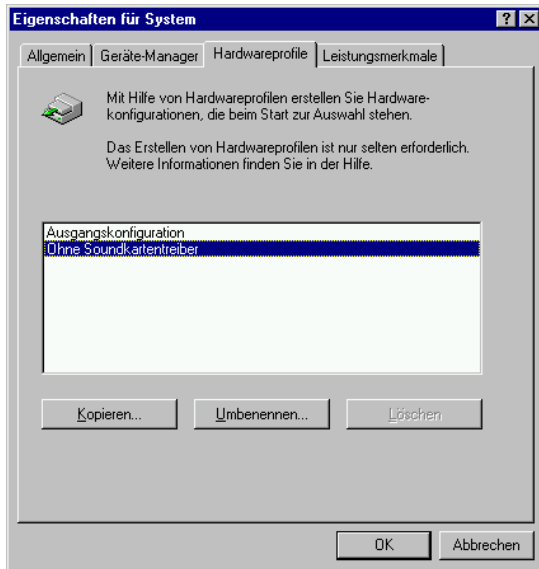 Eigenschaften für System
Allgemein
Geräte-Manager
Hardwareprofile
Leistungsmerkmale
Mit Hilfe von Hardwareprofilen erstellen Sie Hardware-
konfigurationen, die beim Start zur Auswahl stehen.
Das Erstellen von Hardwareprofilen ist nur selten erforderlich.
Weitere Informationen finden Sie in der Hilfe.
Ausgangskonfiguration
Ohne Soundkartentreiber
Kopieren...
Umbenennen...
Löschen
OK
Abbrechen